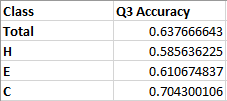 Class Q3 Accuracy
Total 0.637666643
H 0.585636225
E 0.610674837
C 0.704300106